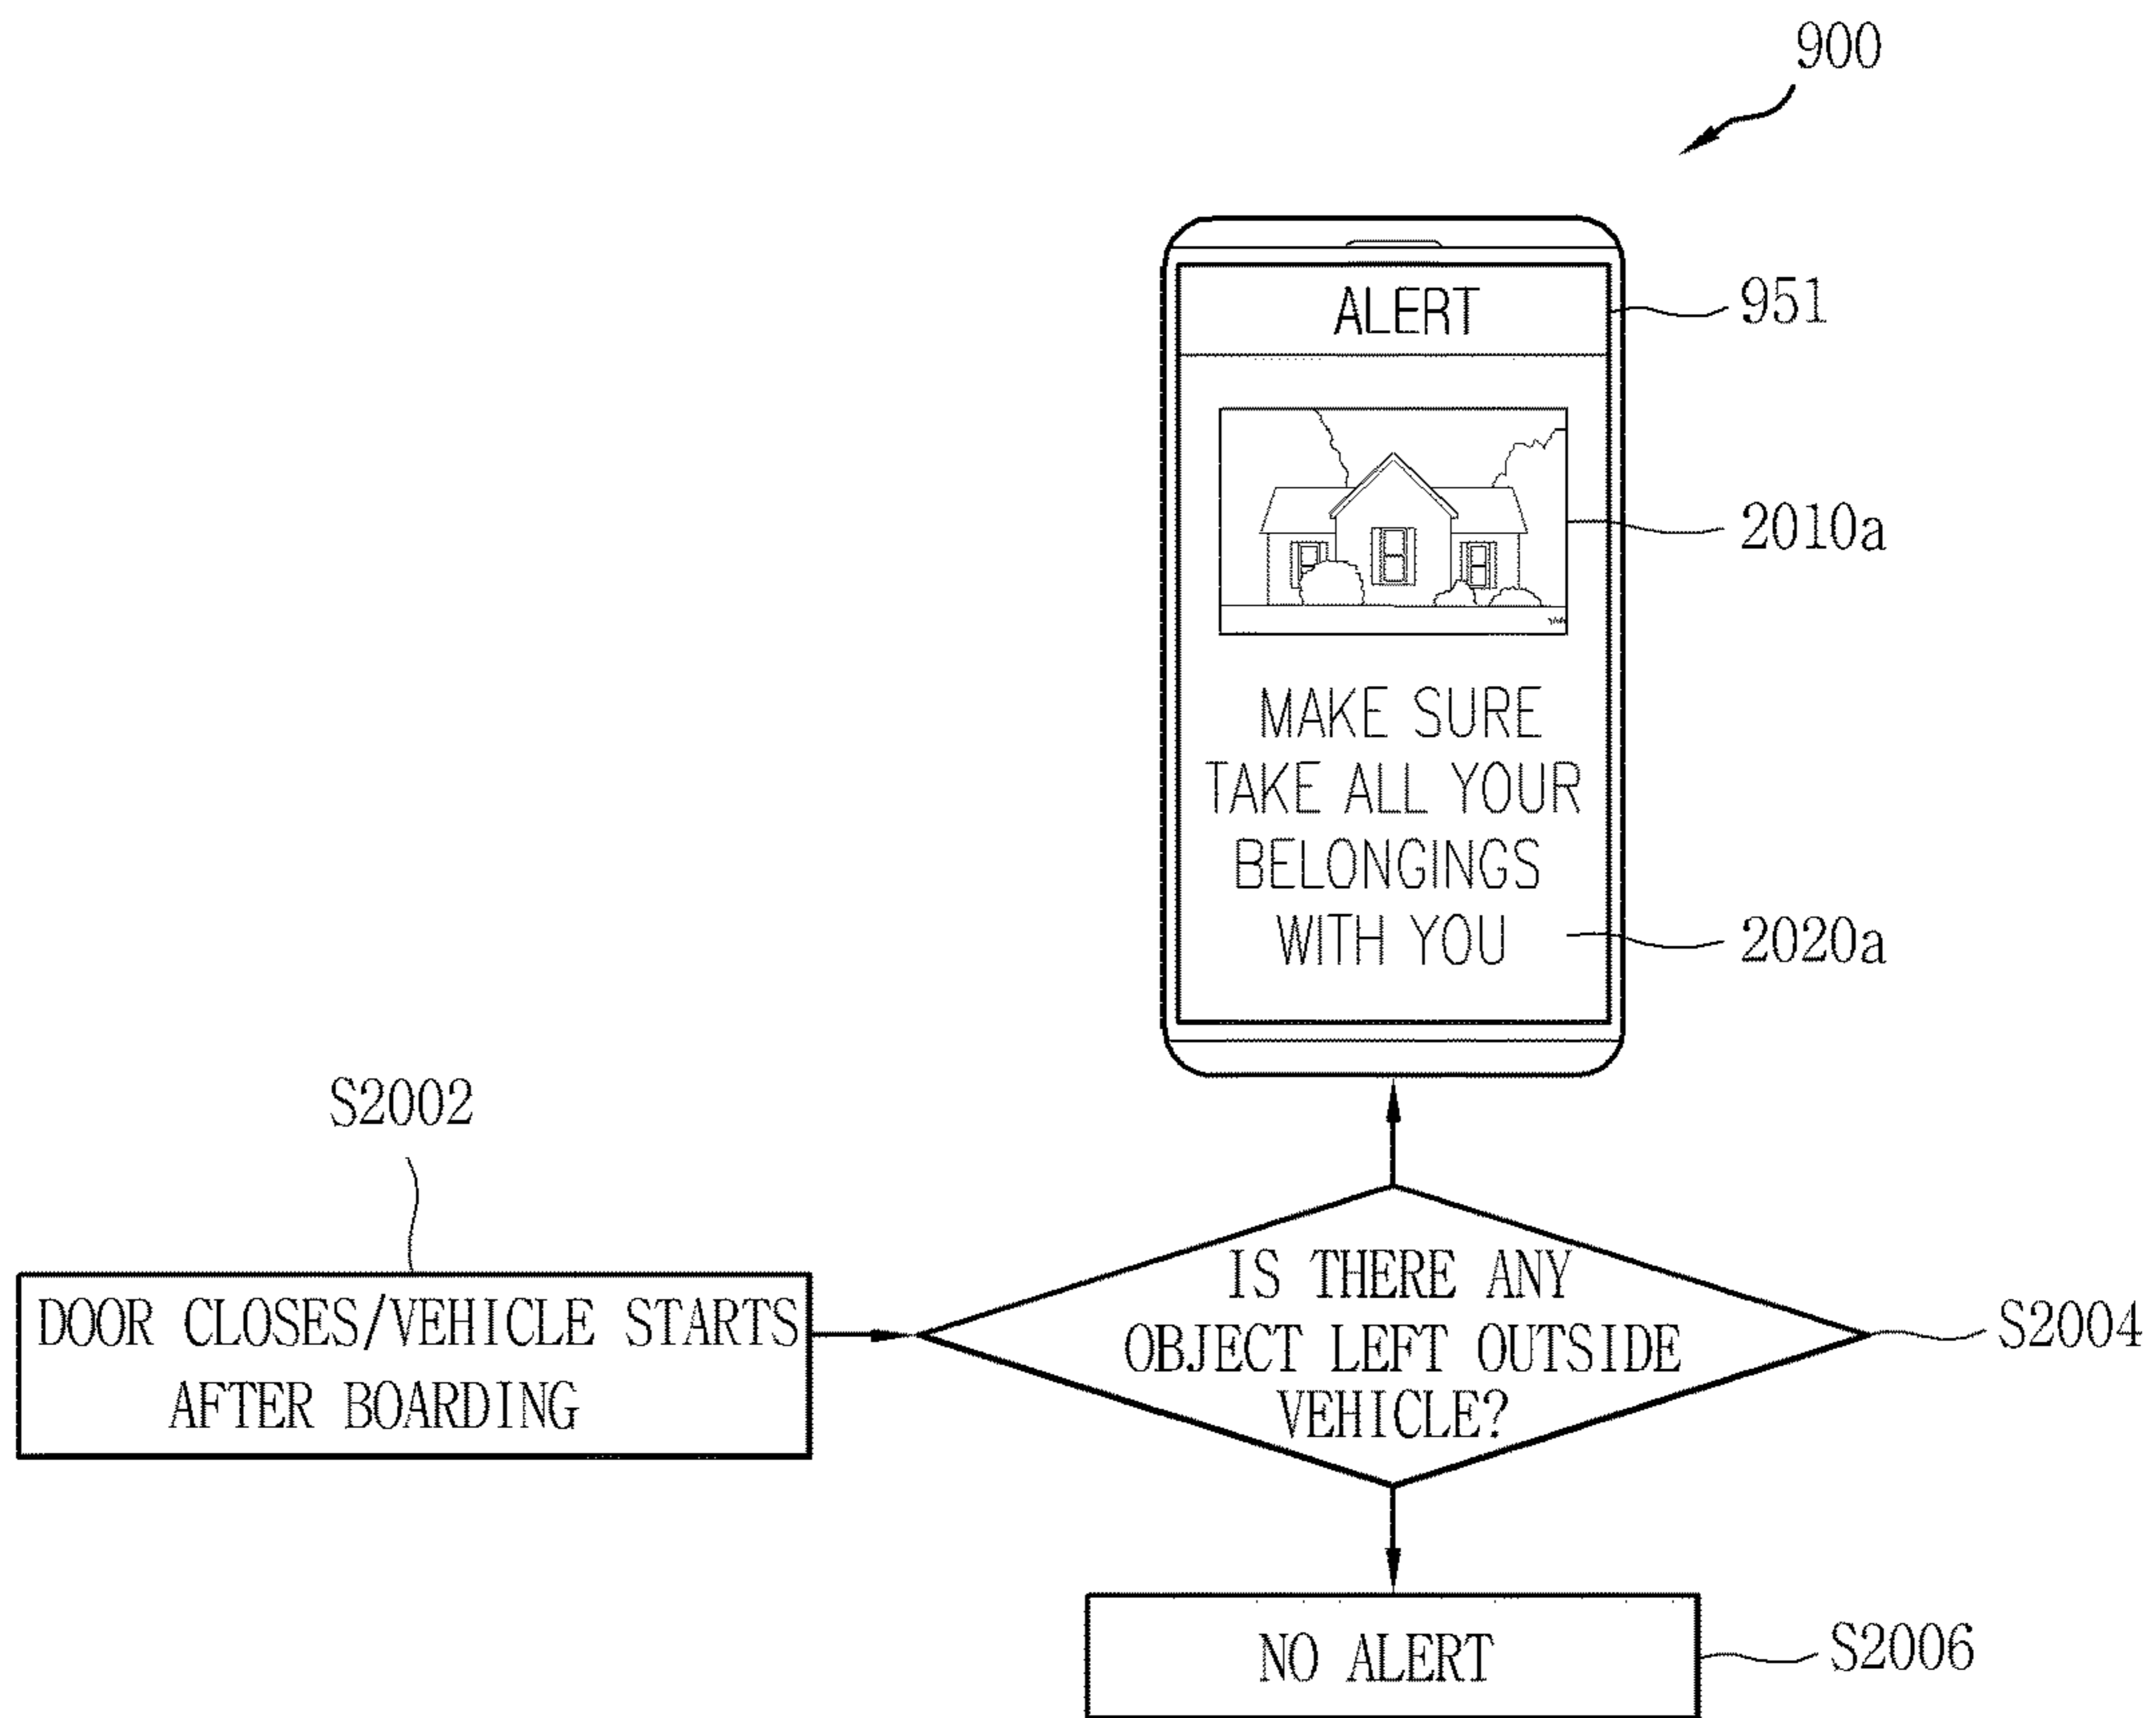 900
ALERT
951
2010a
MAKE SURE
TAKE ALL YOUR
BELONGINGS
WITH YOU
2020a
S2002
DOOR CLOSES/VEHICLE STARTS
AFTER BOARDING
IS THERE ANY
OBJECT LEFT OUTSIDE
VEHICLE?
S2004
NO ALERT
S2006